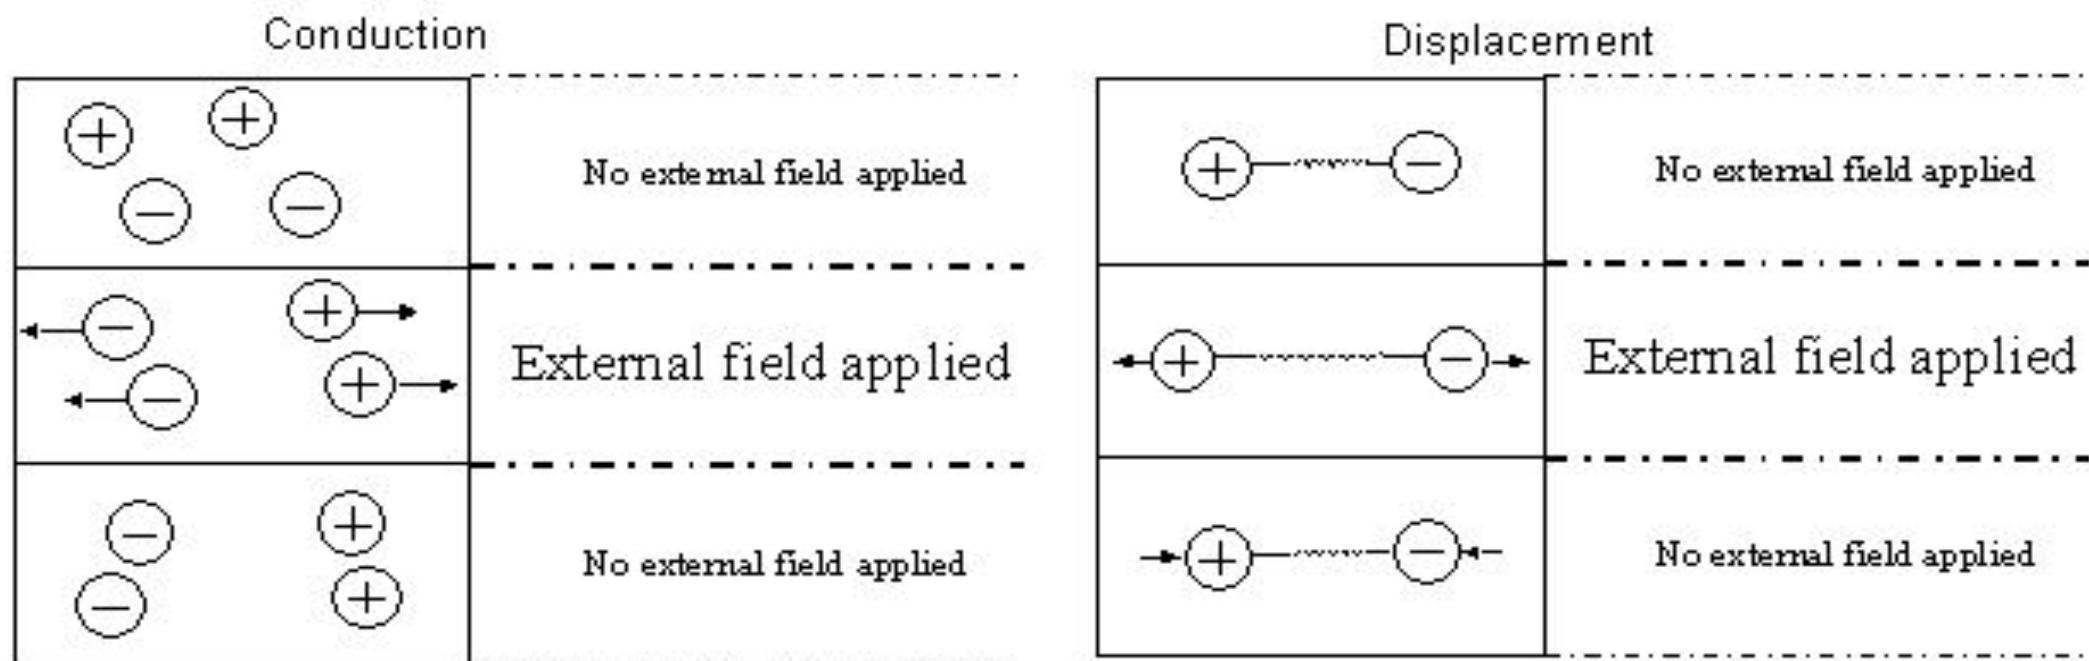 Conduction
No external field applied
External field applied
No external field applied
Displacement
No external field applied
External field applied
No external field applied